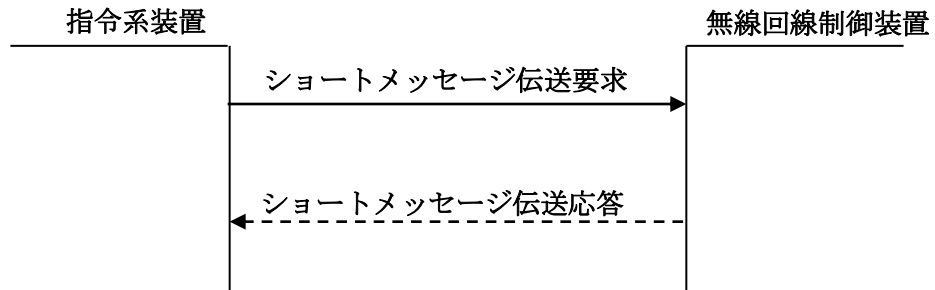 指令系装置
無線回線制御装置
ショートメッセージ伝送要求
ショートメッセージ伝送応答